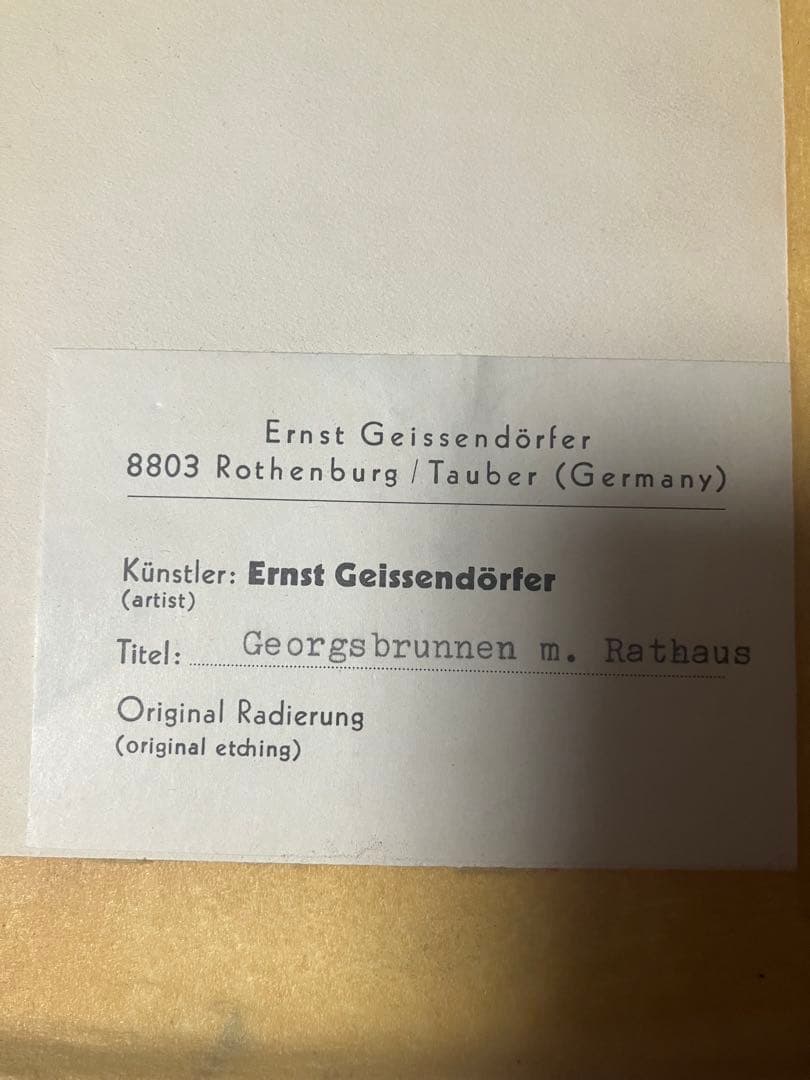 Ernst Geissendörfer
8803 Rothenburg / Tauber (Germany)
Künstler: Ernst Geissendörfer
(artist)
Titel: Georgsbrunnen m. Rathaus
Original Radierung
(original etching)